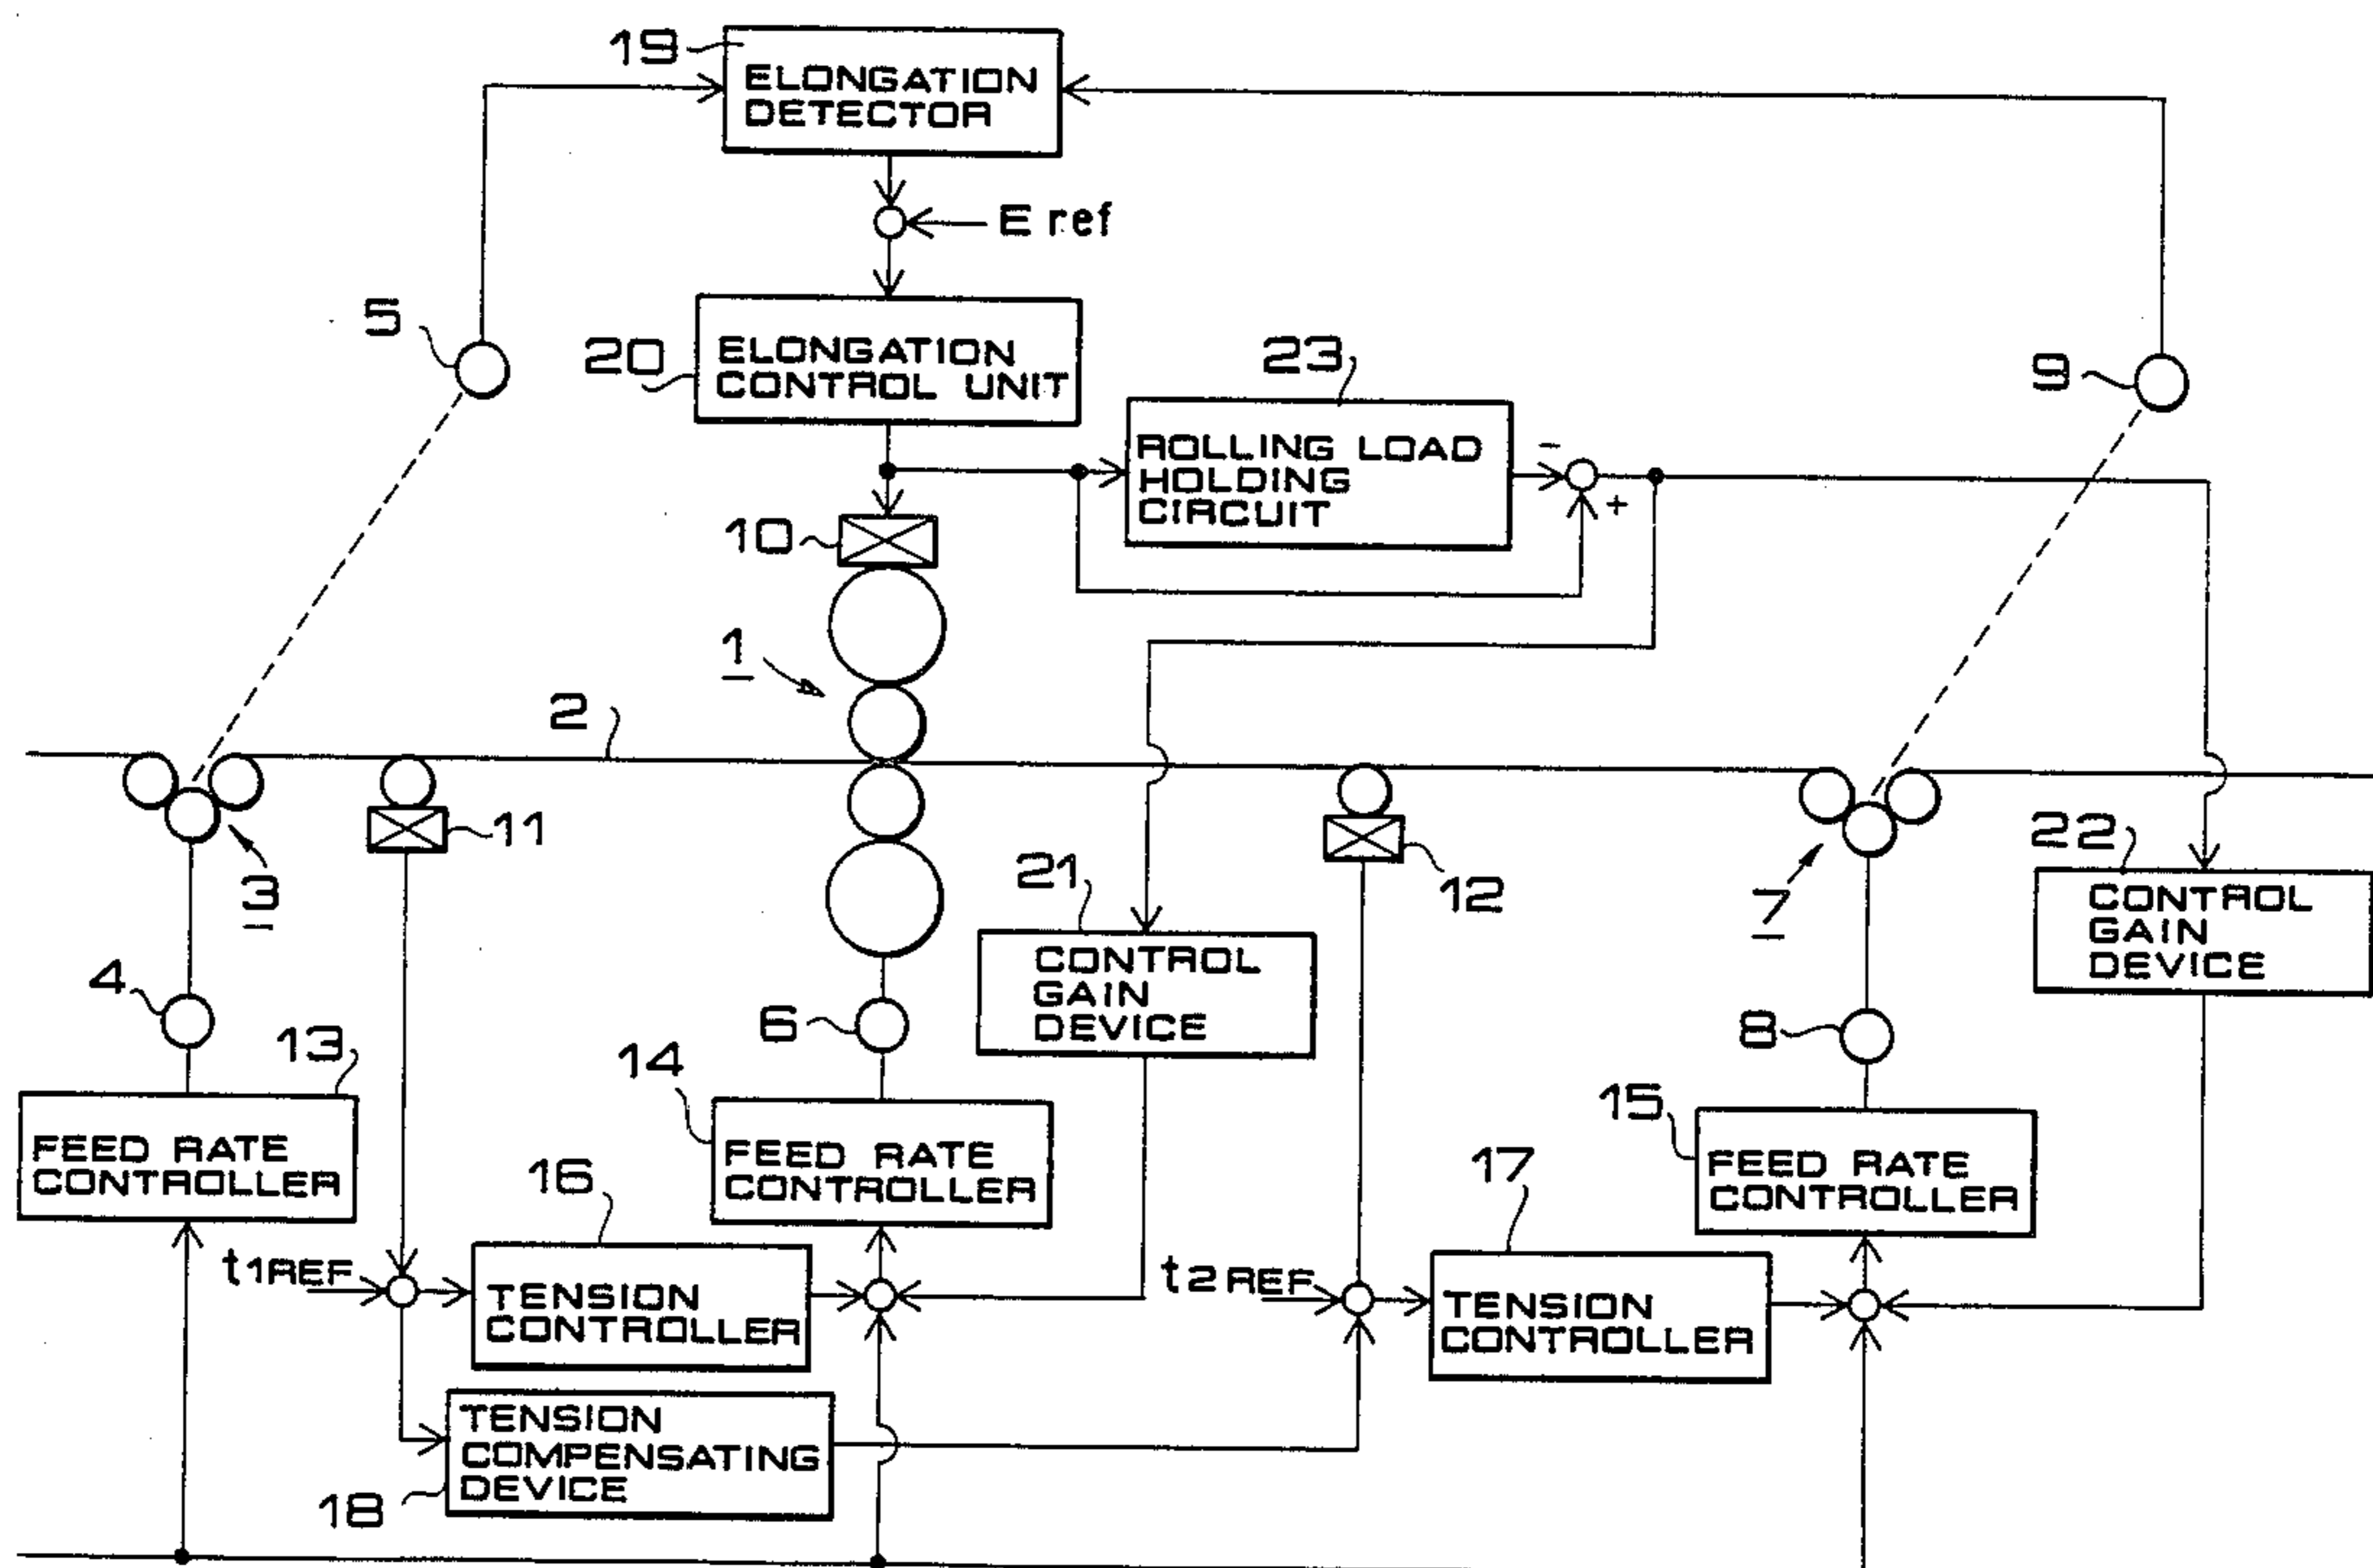 19
ELONGATION
DETECTOR
E ref
5
20
ELONGATION
CONTROL UNIT
23
ROLLING LOAD
HOLDING
CIRCUIT
-
+
9
10
1
2
11
3
12
7
22
CONTROL
GAIN
DEVICE
21
CONTROL
GAIN
DEVICE
4
13
6
14
8
15
FEED RATE
CONTROLLER
FEED RATE
CONTROLLER
FEED RATE
CONTROLLER
16
17
t1REF
TENSION
CONTROLLER
t2REF
TENSION
CONTROLLER
18
TENSION
COMPENSATING
DEVICE